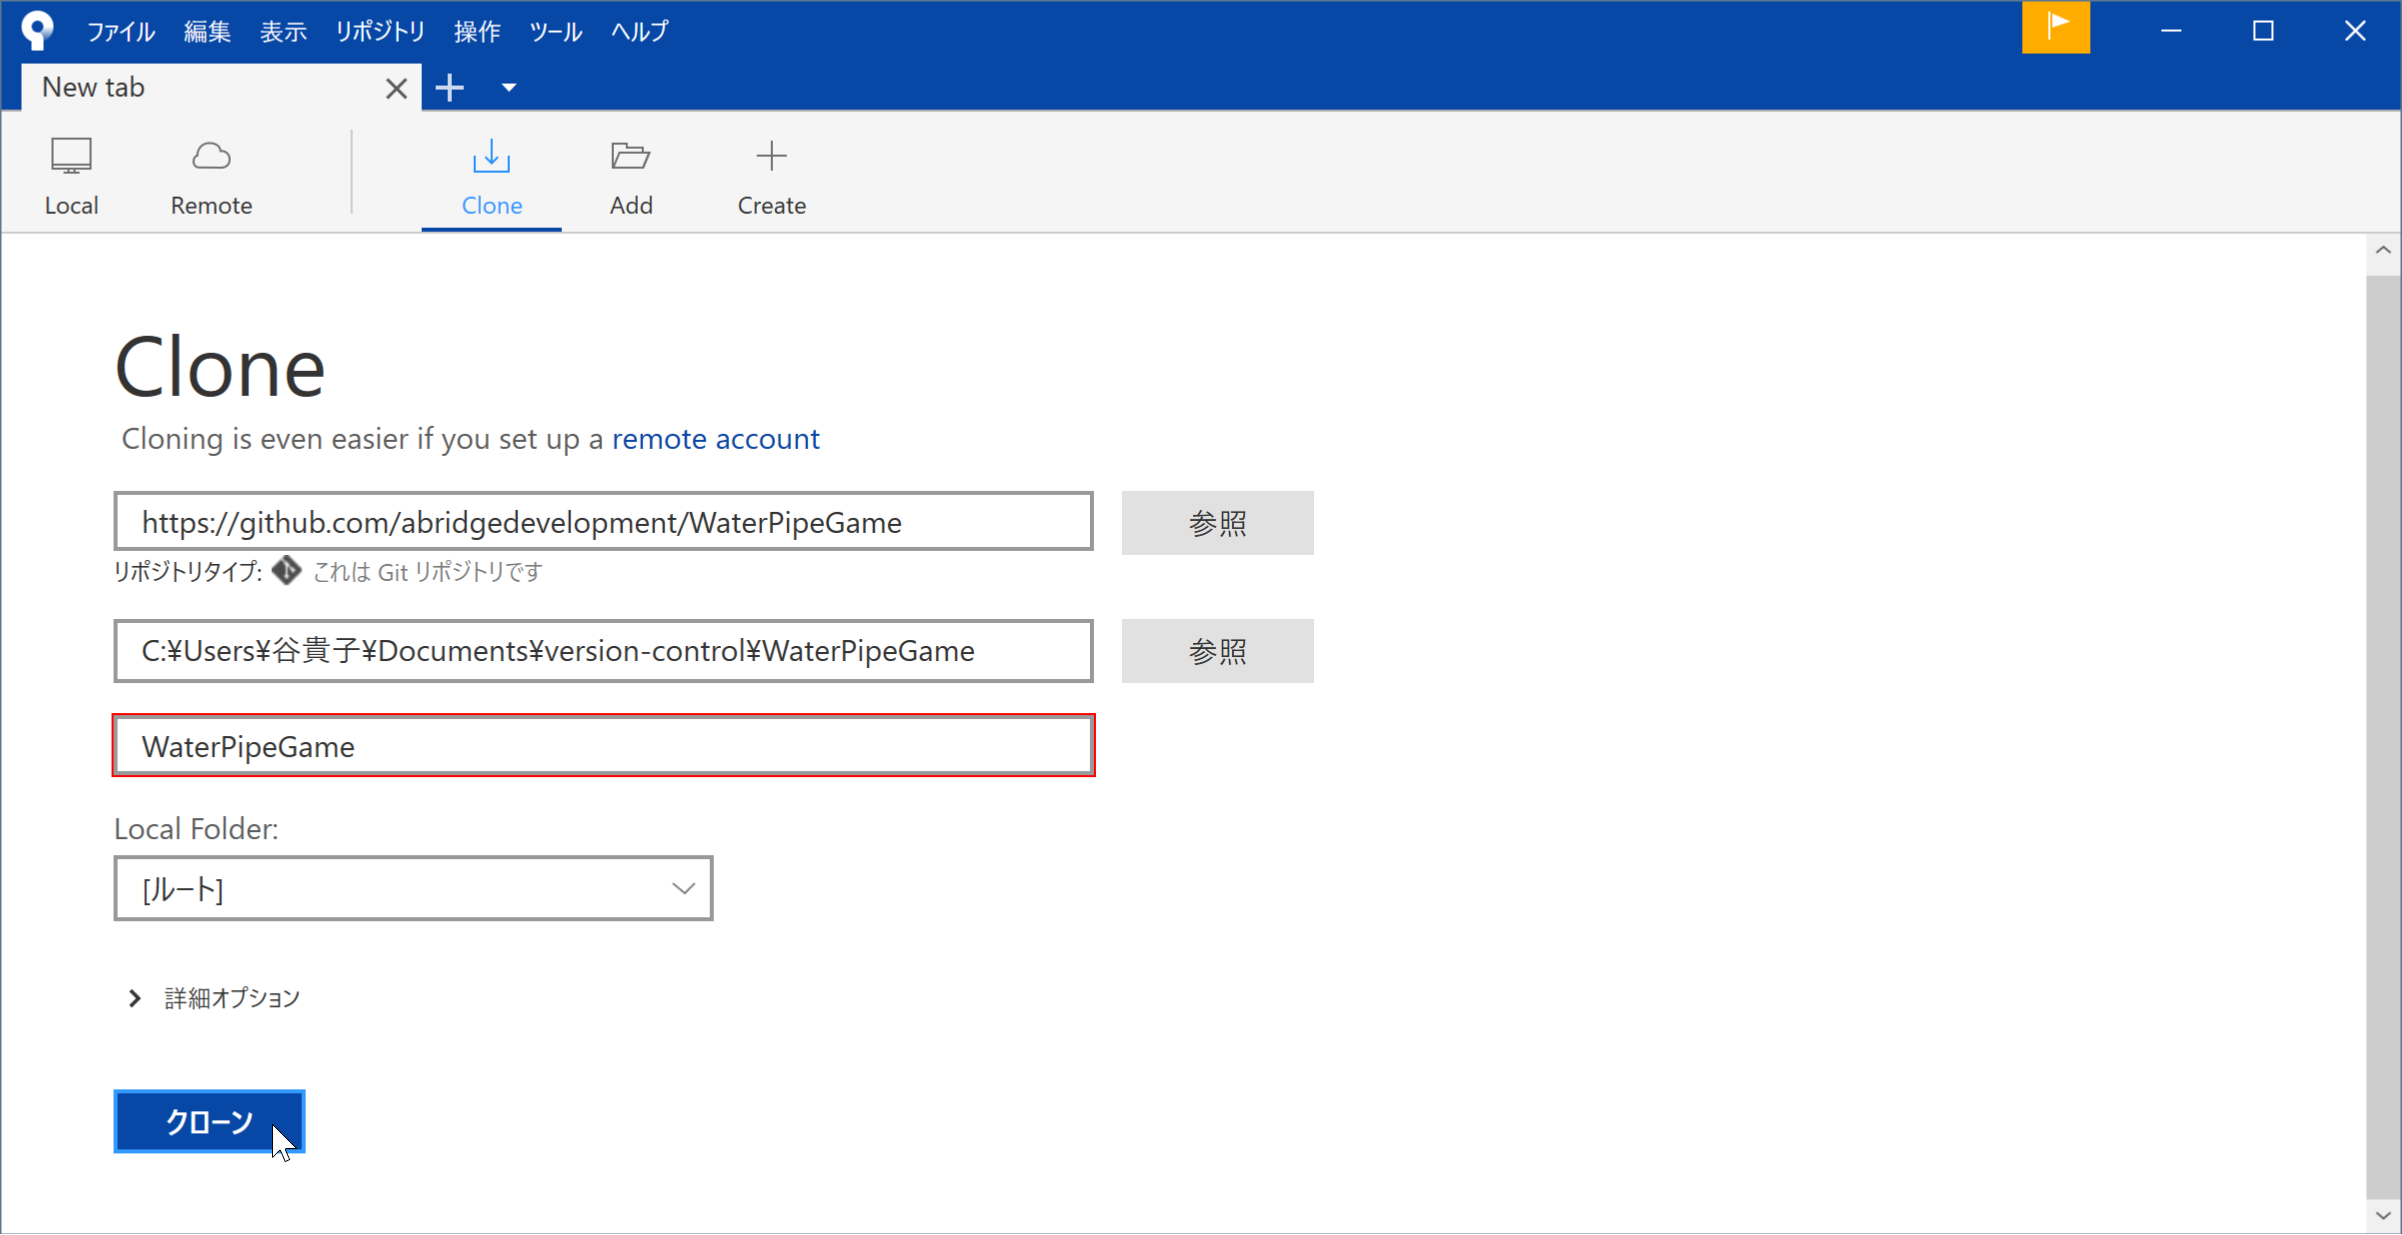 ファイル 編集 表示 リポジトリ 操作 ツール ヘルプ
New tab
Local Remote Clone Add Create
Clone
Cloning is even easier if you set up a remote account
https://github.com/abridgedevelopment/WaterPipeGame 参照
リポジトリタイプ: これは Git リポジトリです
C:¥Users¥谷貴子¥Documents¥version-control¥WaterPipeGame 参照
WaterPipeGame
Local Folder:
[ルート]
詳細オプション
クローン